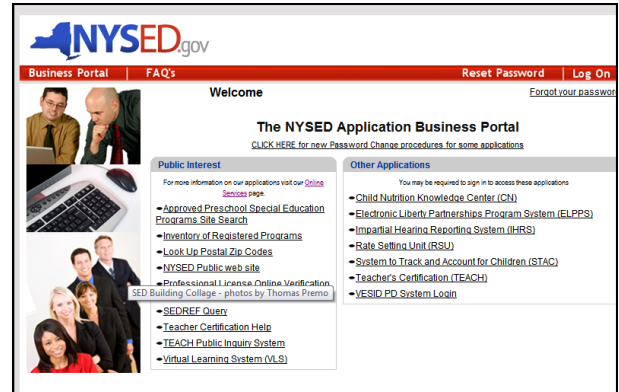 NYSED.gov
Business Portal | FAQ's Reset Password | Log On
Welcome Forgot your passwor
The NYSED Application Business Portal
CLICK HERE for new Password Change procedures for some applications
Public Interest
For more information on our applications visit our Online
Services page.
Approved Preschool Special Education
Programs Site Search
Inventory of Registered Programs
Look Up Postal Zip Codes
NYSED Public web site
Professional License Online Verification
SED Building Collage - photos by Thomas Premo
SEDREF Query
Teacher Certification Help
TEACH Public Inquiry System
Virtual Learning System (VLS)
Other Applications
You may be required to sign in to access these applications
Child Nutrition Knowledge Center (CN)
Electronic Liberty Partnerships Program System (ELPPS)
Impartial Hearing Reporting System (IHRS)
Rate Setting Unit (RSU)
System to Track and Account for Children (STAC)
Teacher's Certification (TEACH)
VESID PD System Login